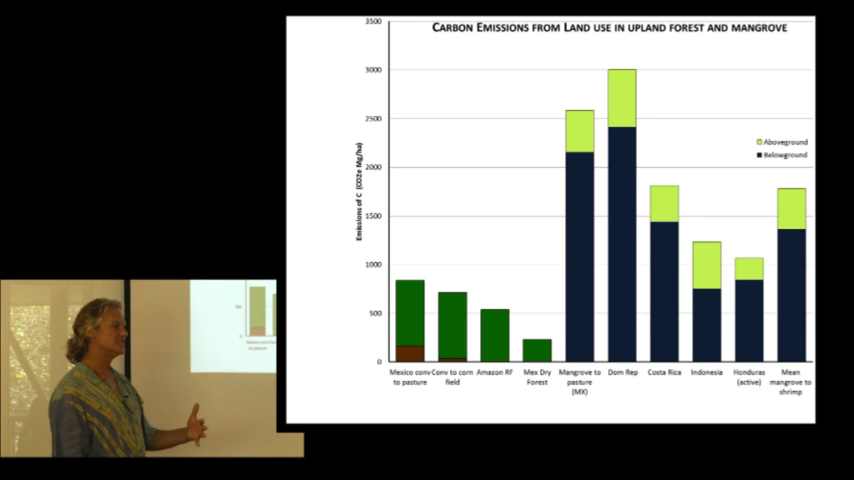 CARBON EMISSIONS FROM LAND USE IN UPLAND FOREST AND MANGROVE
3500
3000
2500
2000
1500
1000
500
0
Emissions of C (CO2e Mg/ha)
Aboveground
Belowground
Mexico conv
to pasture
Conv to corn
field
Amazon RF
Mex Dry
Forest
Mangrove to
pasture
(MX)
Dom Rep
Costa Rica
Indonesia
Honduras
(active)
Mean
mangrove to
shrimp